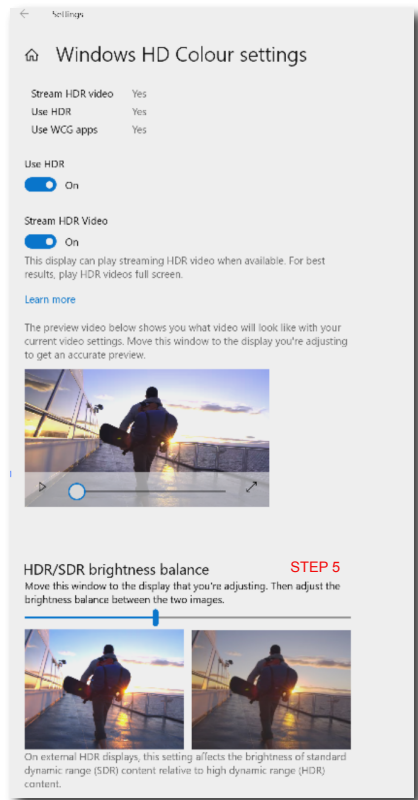 Settings
Windows HD Colour settings
Stream HDR video Yes
Use HDR Yes
Use WCG apps Yes
Use HDR
On
Stream HDR Video
On
This display can play streaming HDR video when available. For best
results, play HDR videos full screen.
Learn more
The preview video below shows you what video will look like with your
current video settings. Move this window to the display you're adjusting
to get an accurate preview.
HDR/SDR brightness balance STEP 5
Move this window to the display that you're adjusting. Then adjust the
brightness balance between the two images.
On external HDR displays, this setting affects the brightness of standard
dynamic range (SDR) content relative to high dynamic range (HDR)
content.